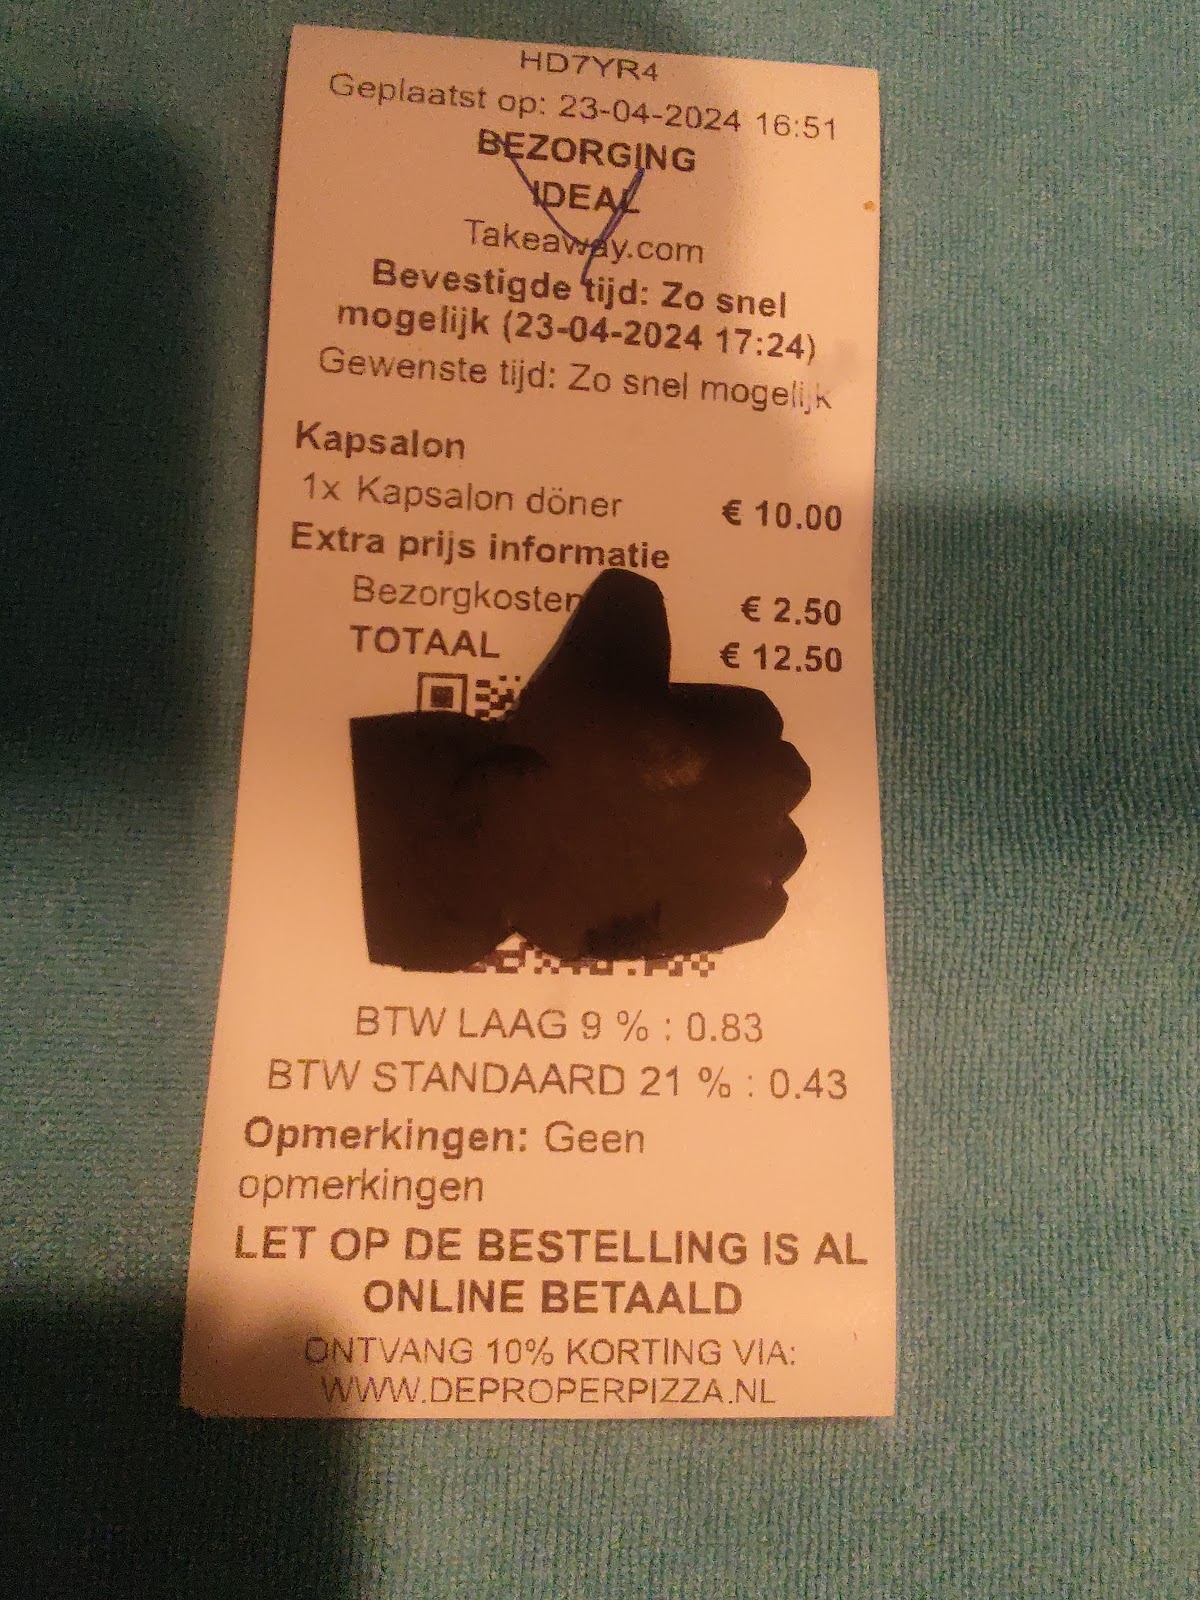 HD7YR4
Geplaatst op: 23-04-2024 16:51
BEZORGING
IDEAL
Takeaway.com
Bevestigde tijd: Zo snel
mogelijk (23-04-2024 17:24)
Gewenste tijd: Zo snel mogelijk
Kapsalon
1x Kapsalon döner € 10.00
Extra prijs informatie
Bezorgkosten € 2.50
TOTAAL € 12.50
BTW LAAG 9 % : 0.83
BTW STANDAARD 21 % : 0.43
Opmerkingen: Geen
opmerkingen
LET OP DE BESTELLING IS AL
ONLINE BETAALD
ONTVANG 10% KORTING VIA:
WWW.DEPROPERPIZZA.NL